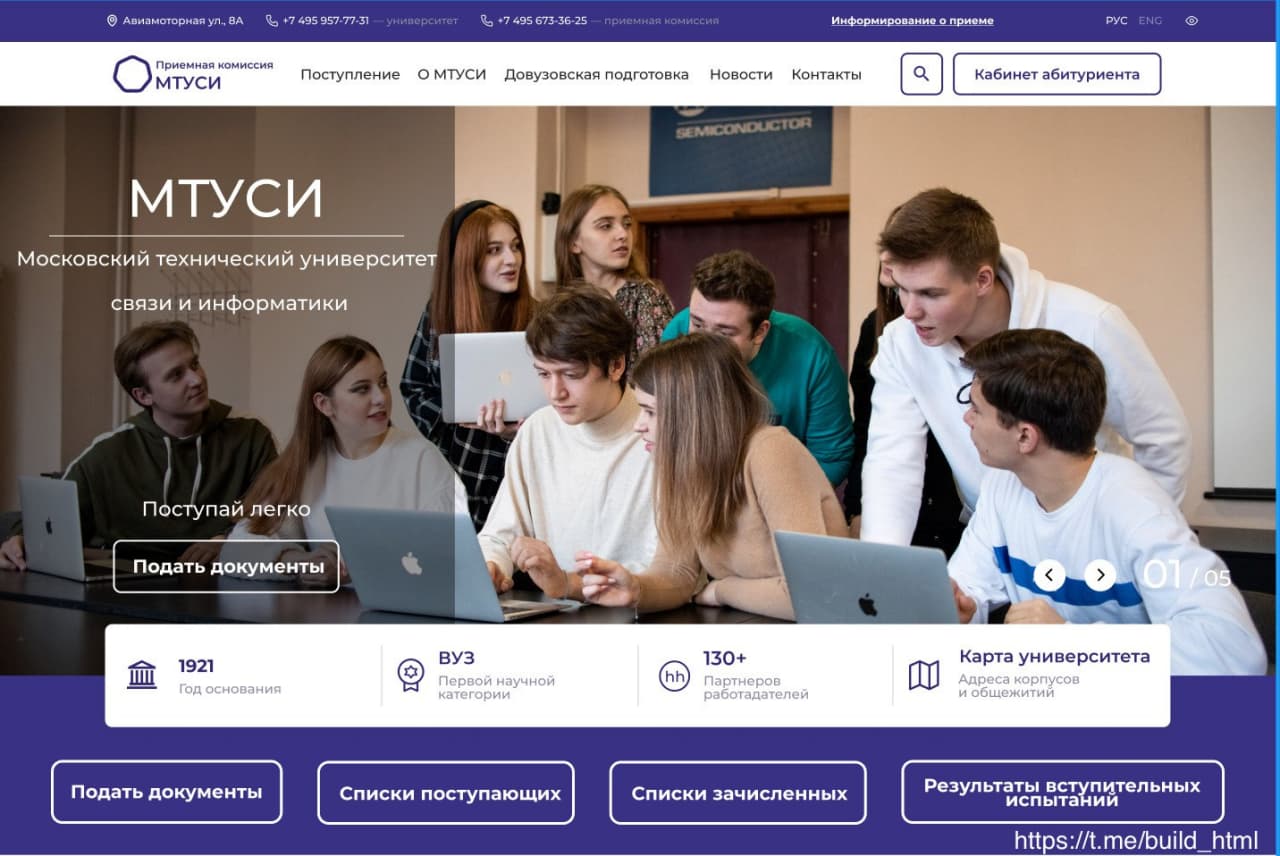 Авиамоторная ул., 8А
+7 495 957-77-31 — университет
+7 495 673-36-25 — приемная комиссия
Информирование о приеме
РУС ENG
Приемная комиссия
МТУСИ
Поступление
О МТУСИ
Довузовская подготовка
Новости
Контакты
Кабинет абитуриента
SEMICONDUCTOR
МТУСИ
Московский технический университет
связи и информатики
Поступай легко
Подать документы
01 / 05
1921
Год основания
ВУЗ
Первой научной
категории
hh
130+
Партнеров
работадателей
Карта университета
Адреса корпусов
и общежитий
Подать документы
Списки поступающих
Списки зачисленных
Результаты вступительных
испытаний
https://t.me/build_html